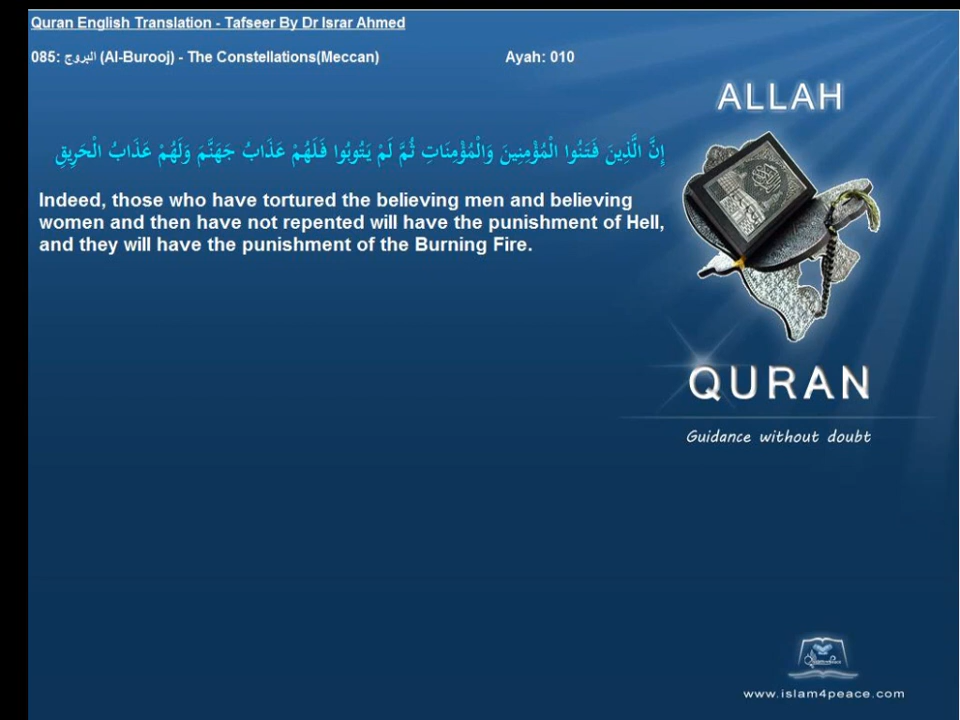 Quran English Translation - Tafseer By Dr Israr Ahmed
085: البروج (Al-Burooj) - The Constellations(Meccan) Ayah: 010
ALLAH
إِنَّ الَّذِينَ فَتَنُوا الْمُؤْمِنِينَ وَالْمُؤْمِنَاتِ ثُمَّ لَمْ يَتُوبُوا فَلَهُمْ عَذَابُ جَهَنَّمَ وَلَهُمْ عَذَابُ الْحَرِيقِ
Indeed, those who have tortured the believing men and believing
women and then have not repented will have the punishment of Hell,
and they will have the punishment of the Burning Fire.
QURAN
Guidance without doubt
www.islam4peace.com